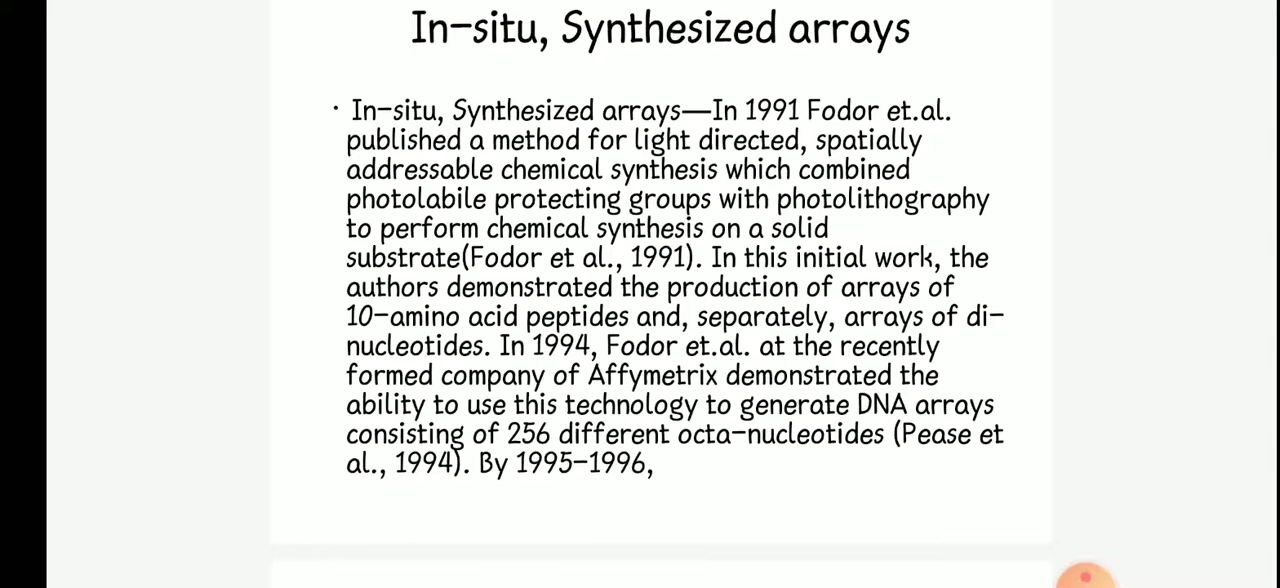 In-situ, Synthesized arrays
· In-situ, Synthesized arrays—In 1991 Fodor et.al.
published a method for light directed, spatially
addressable chemical synthesis which combined
photolabile protecting groups with photolithography
to perform chemical synthesis on a solid
substrate(Fodor et al., 1991). In this initial work, the
authors demonstrated the production of arrays of
10-amino acid peptides and, separately, arrays of di-
nucleotides. In 1994, Fodor et.al. at the recently
formed company of Affymetrix demonstrated the
ability to use this technology to generate DNA arrays
consisting of 256 different octa-nucleotides (Pease et
al., 1994). By 1995-1996,